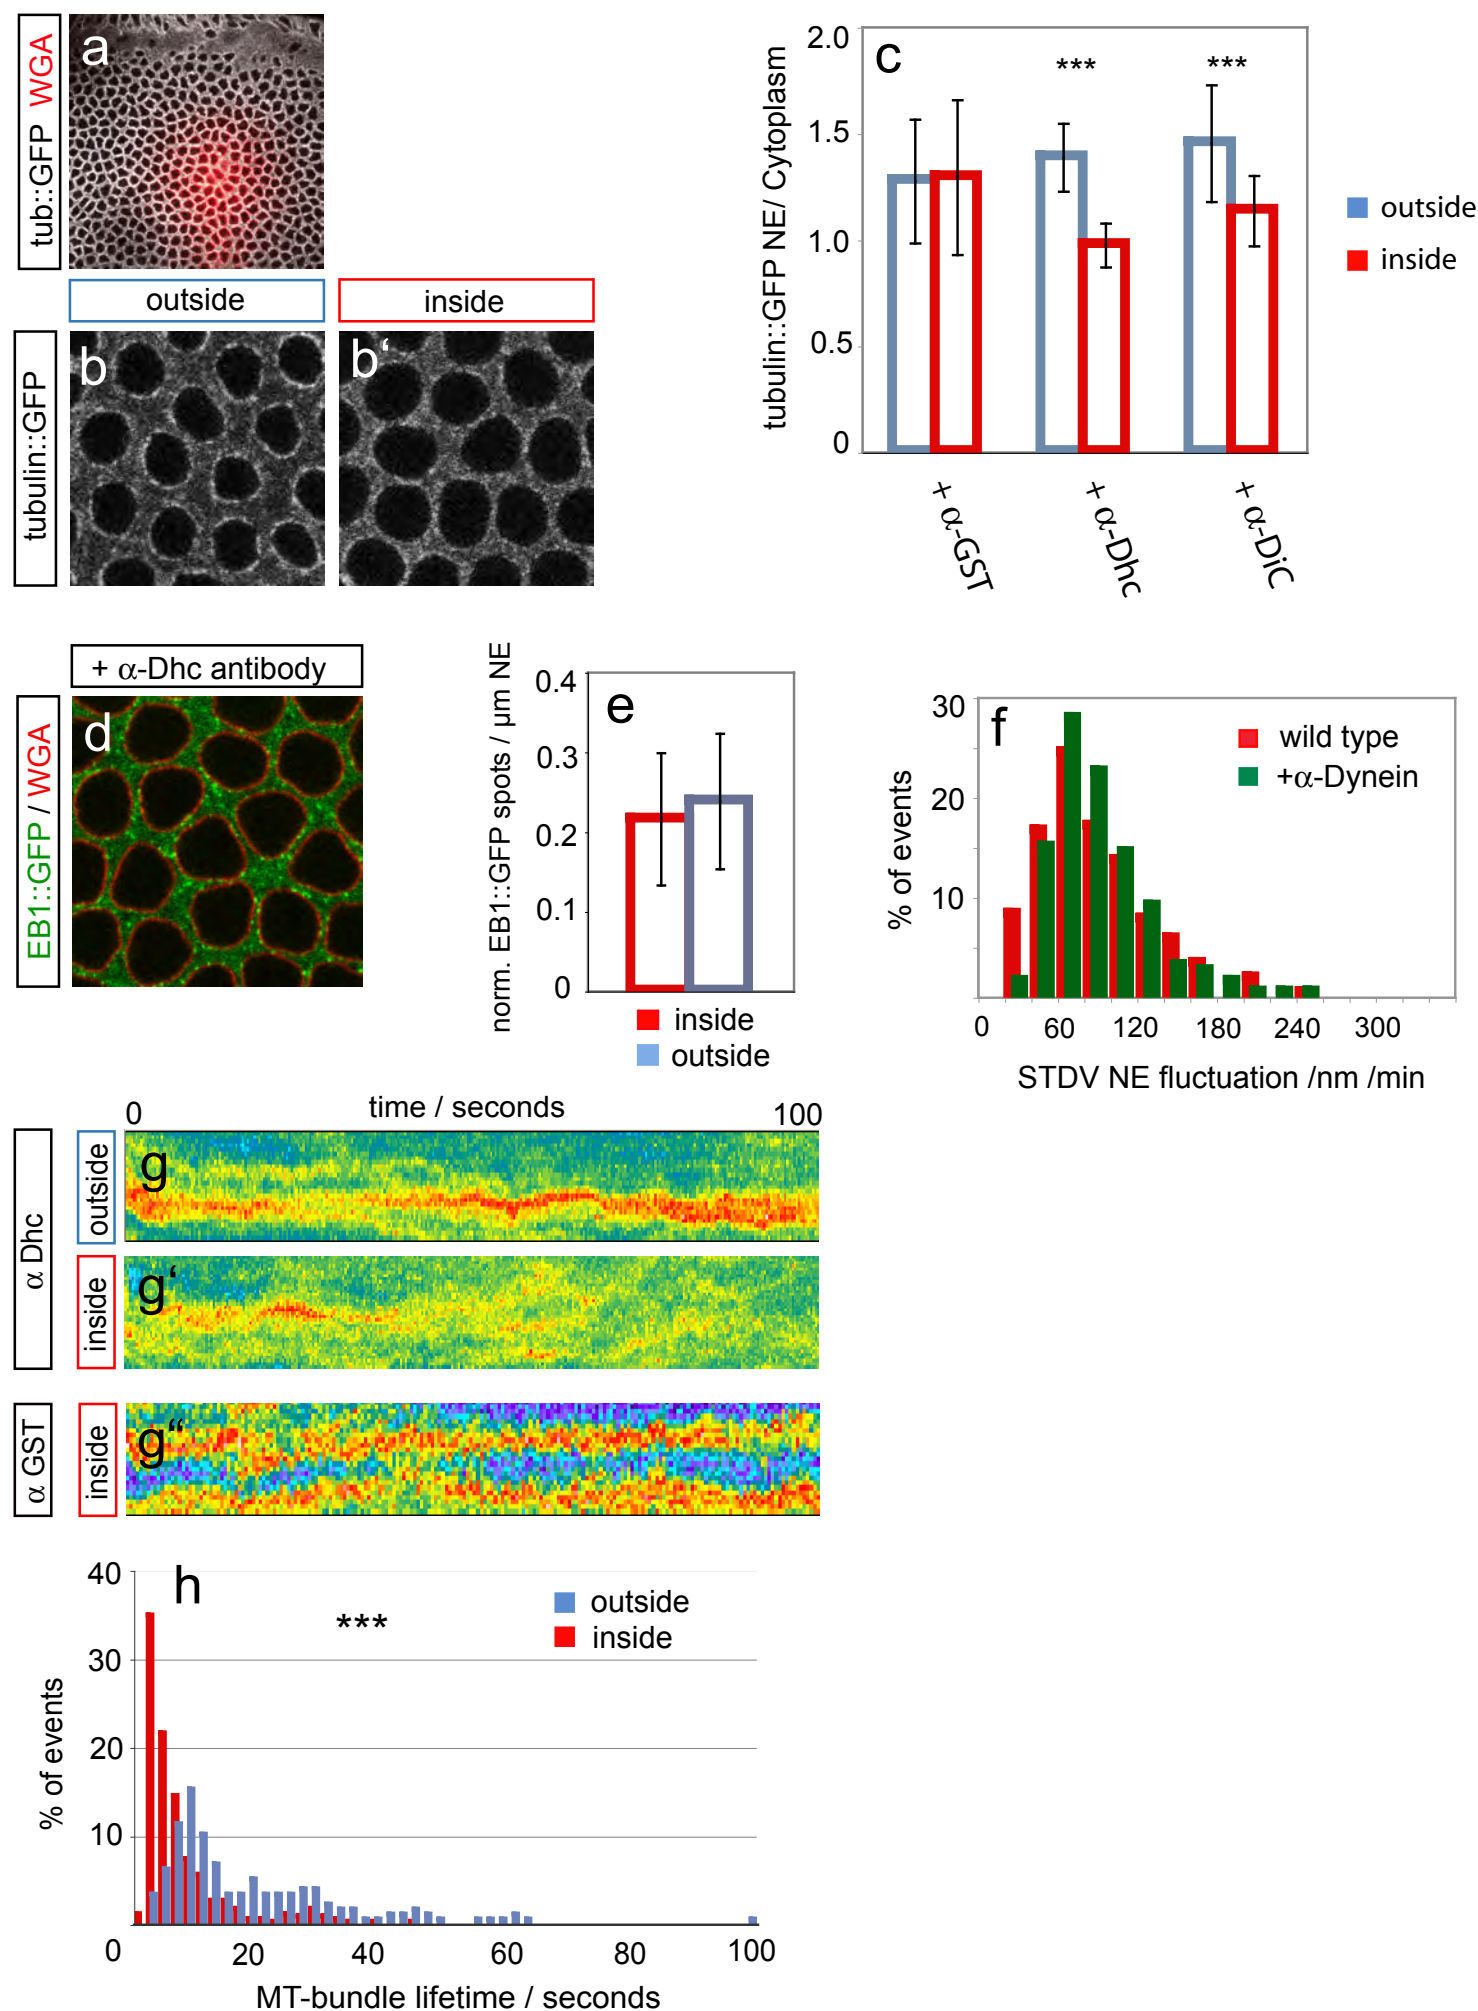 tub::GFP WGA
a
outside
inside
tubulin::GFP
b
b‘
c
tubulin::GFP NE/ Cytoplasm
2.0
1.5
1.0
0.5
0
***
***
+ α-GST
+ α-Dhc
+ α-DiC
outside
inside
+ α-Dhc antibody
EB1::GFP / WGA
d
e
norm. EB1::GFP spots / µm NE
0.4
0.3
0.2
0.1
0
inside
outside
f
% of events
30
20
10
wild type
+α-Dynein
0 60 120 180 240 300
STDV NE fluctuation /nm /min
0 time / seconds 100
α Dhc
outside
g
inside
g‘
α GST
inside
g“
h
% of events
40
30
20
10
***
outside
inside
0 20 40 60 80 100
MT-bundle lifetime / seconds